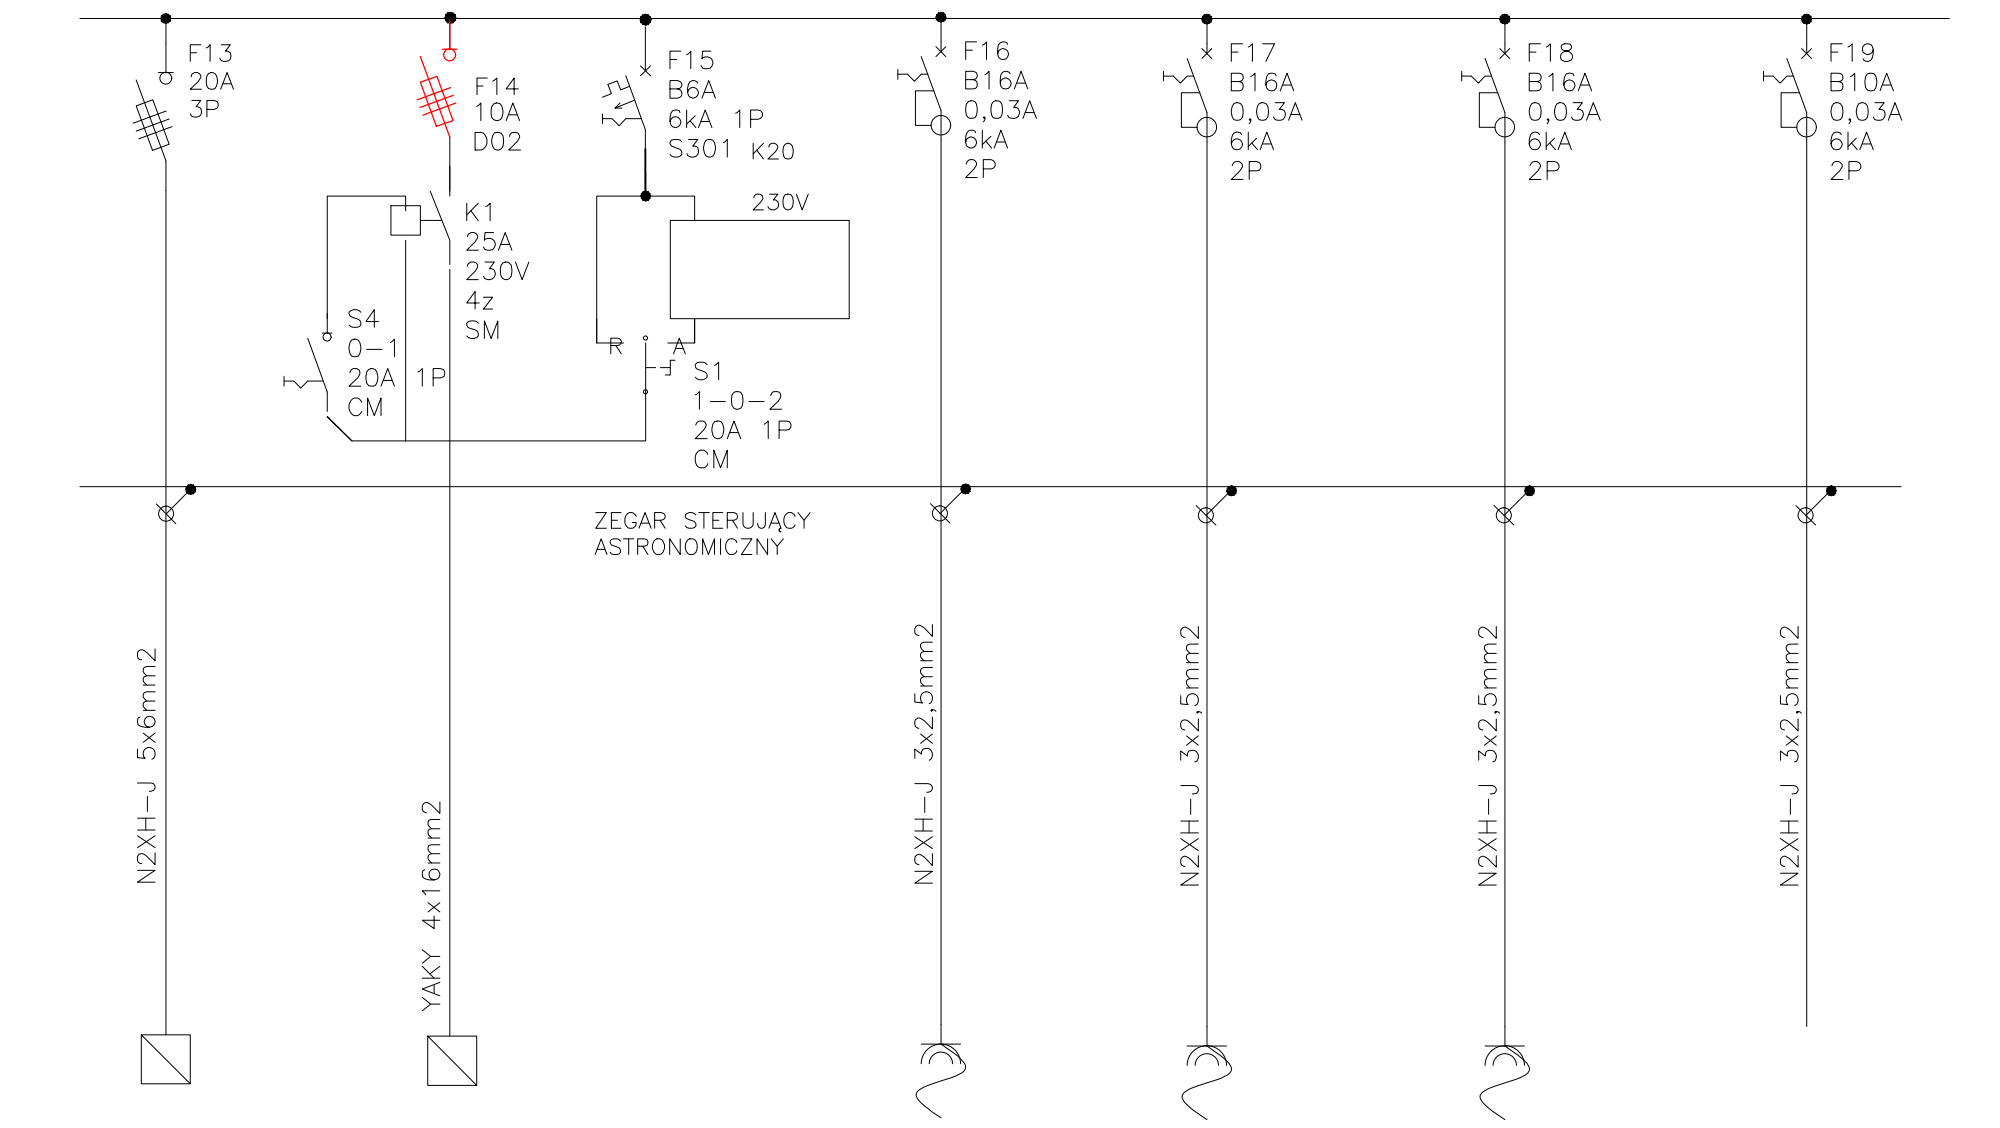 F13
20A
3P
F14
10A
D02
F15
B6A
6kA 1P
S301 K20
F16
B16A
0,03A
6kA
2P
F17
B16A
0,03A
6kA
2P
F18
B16A
0,03A
6kA
2P
F19
B10A
0,03A
6kA
2P
K1
25A
230V
4z
SM
230V
S4
0-1
20A 1P
CM
R A
S1
1-0-2
20A 1P
CM
ZEGAR STERUJĄCY
ASTRONOMICZNY
N2XH-J 5x6mm2
YAKY 4x16mm2
N2XH-J 3x2,5mm2
N2XH-J 3x2,5mm2
N2XH-J 3x2,5mm2
N2XH-J 3x2,5mm2